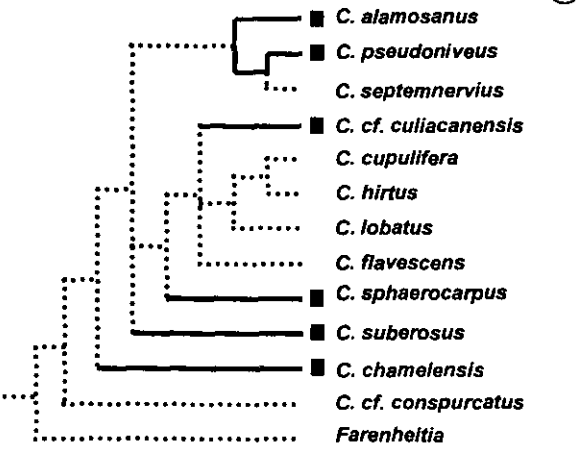 C. alamosanus
C. pseudoniveus
C. septemnervius
C. cf. culiacanensis
C. cupulifera
C. hirtus
C. lobatus
C. flavescens
C. sphaerocarpus
C. suberosus
C. chamelensis
C. cf. conspurcatus
Farenheitia